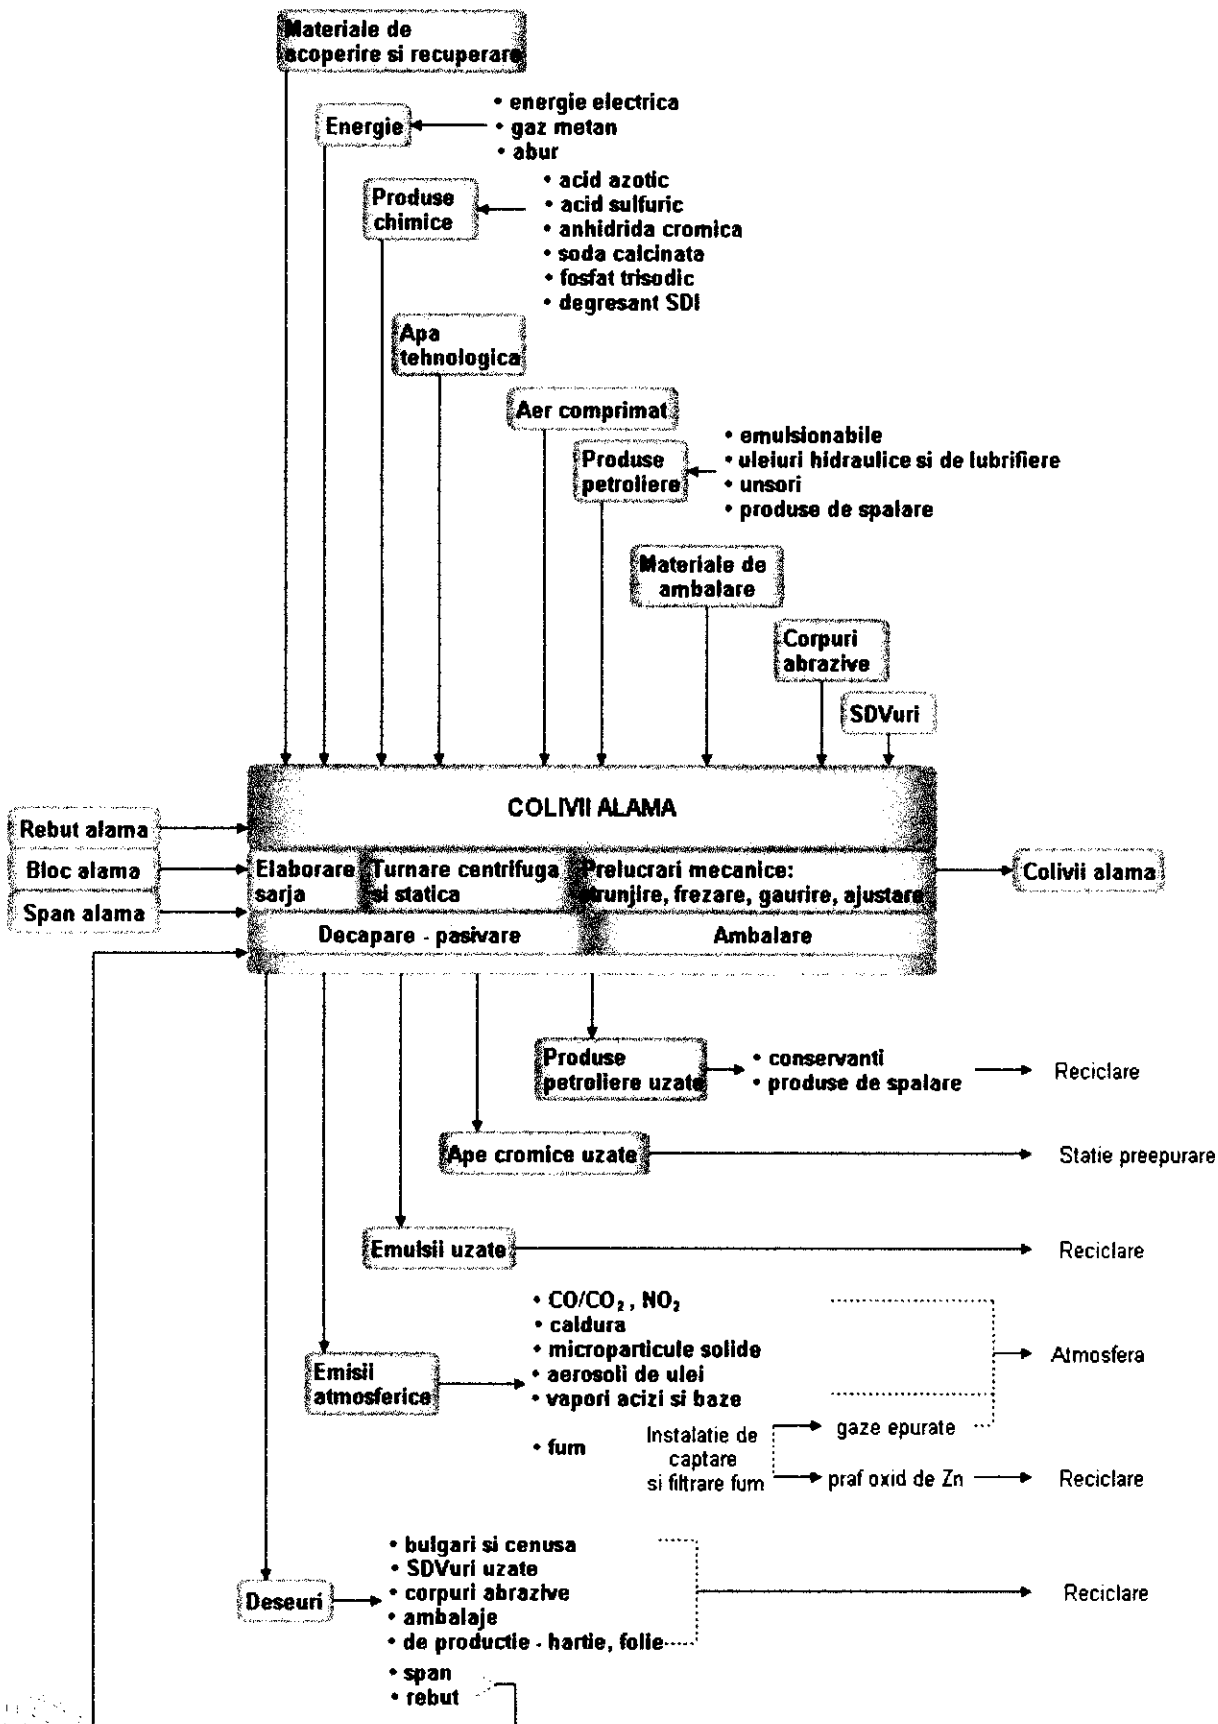 Materiale de
acoperire si recuperare
Energie
• energie electrica
• gaz metan
• abur
Produse
chimice
• acid azotic
• acid sulfuric
• anhidrida cromica
• soda calcinata
• fosfat trisodic
• degresant SDI
Apa
tehnologica
Aer comprimat
Produse
petroliere
• emulsionabile
• uleiuri hidraulice si de lubrifiere
• unsori
• produse de spalare
Materiale de
ambalare
Corpuri
abrazive
SDVuri
COLIVII ALAMA
Rebut alama
Bloc alama
Span alama
Elaborare
sarja
Turnare centrifuga
si statica
Prelucrari mecanice:
strunjire, frezare, gaurire, ajustare
Colivii alama
Decapare - pasivare
Ambalare
Produse
petroliere uzate
• conservanti
• produse de spalare
Reciclare
Ape cromice uzate
Statie preepurare
Emulsii uzate
Reciclare
Emisii
atmosferice
• CO/CO₂ , NO₂
• caldura
• microparticule solide
• aerosoli de ulei
• vapori acizi si baze
Atmosfera
• fum
Instalatie de
captare
si filtrare fum
gaze epurate
praf oxid de Zn
Reciclare
Deseuri
• bulgari si cenusa
• SDVuri uzate
• corpuri abrazive
• ambalaje
• de productie - hartie, folie
Reciclare
• span
• rebut